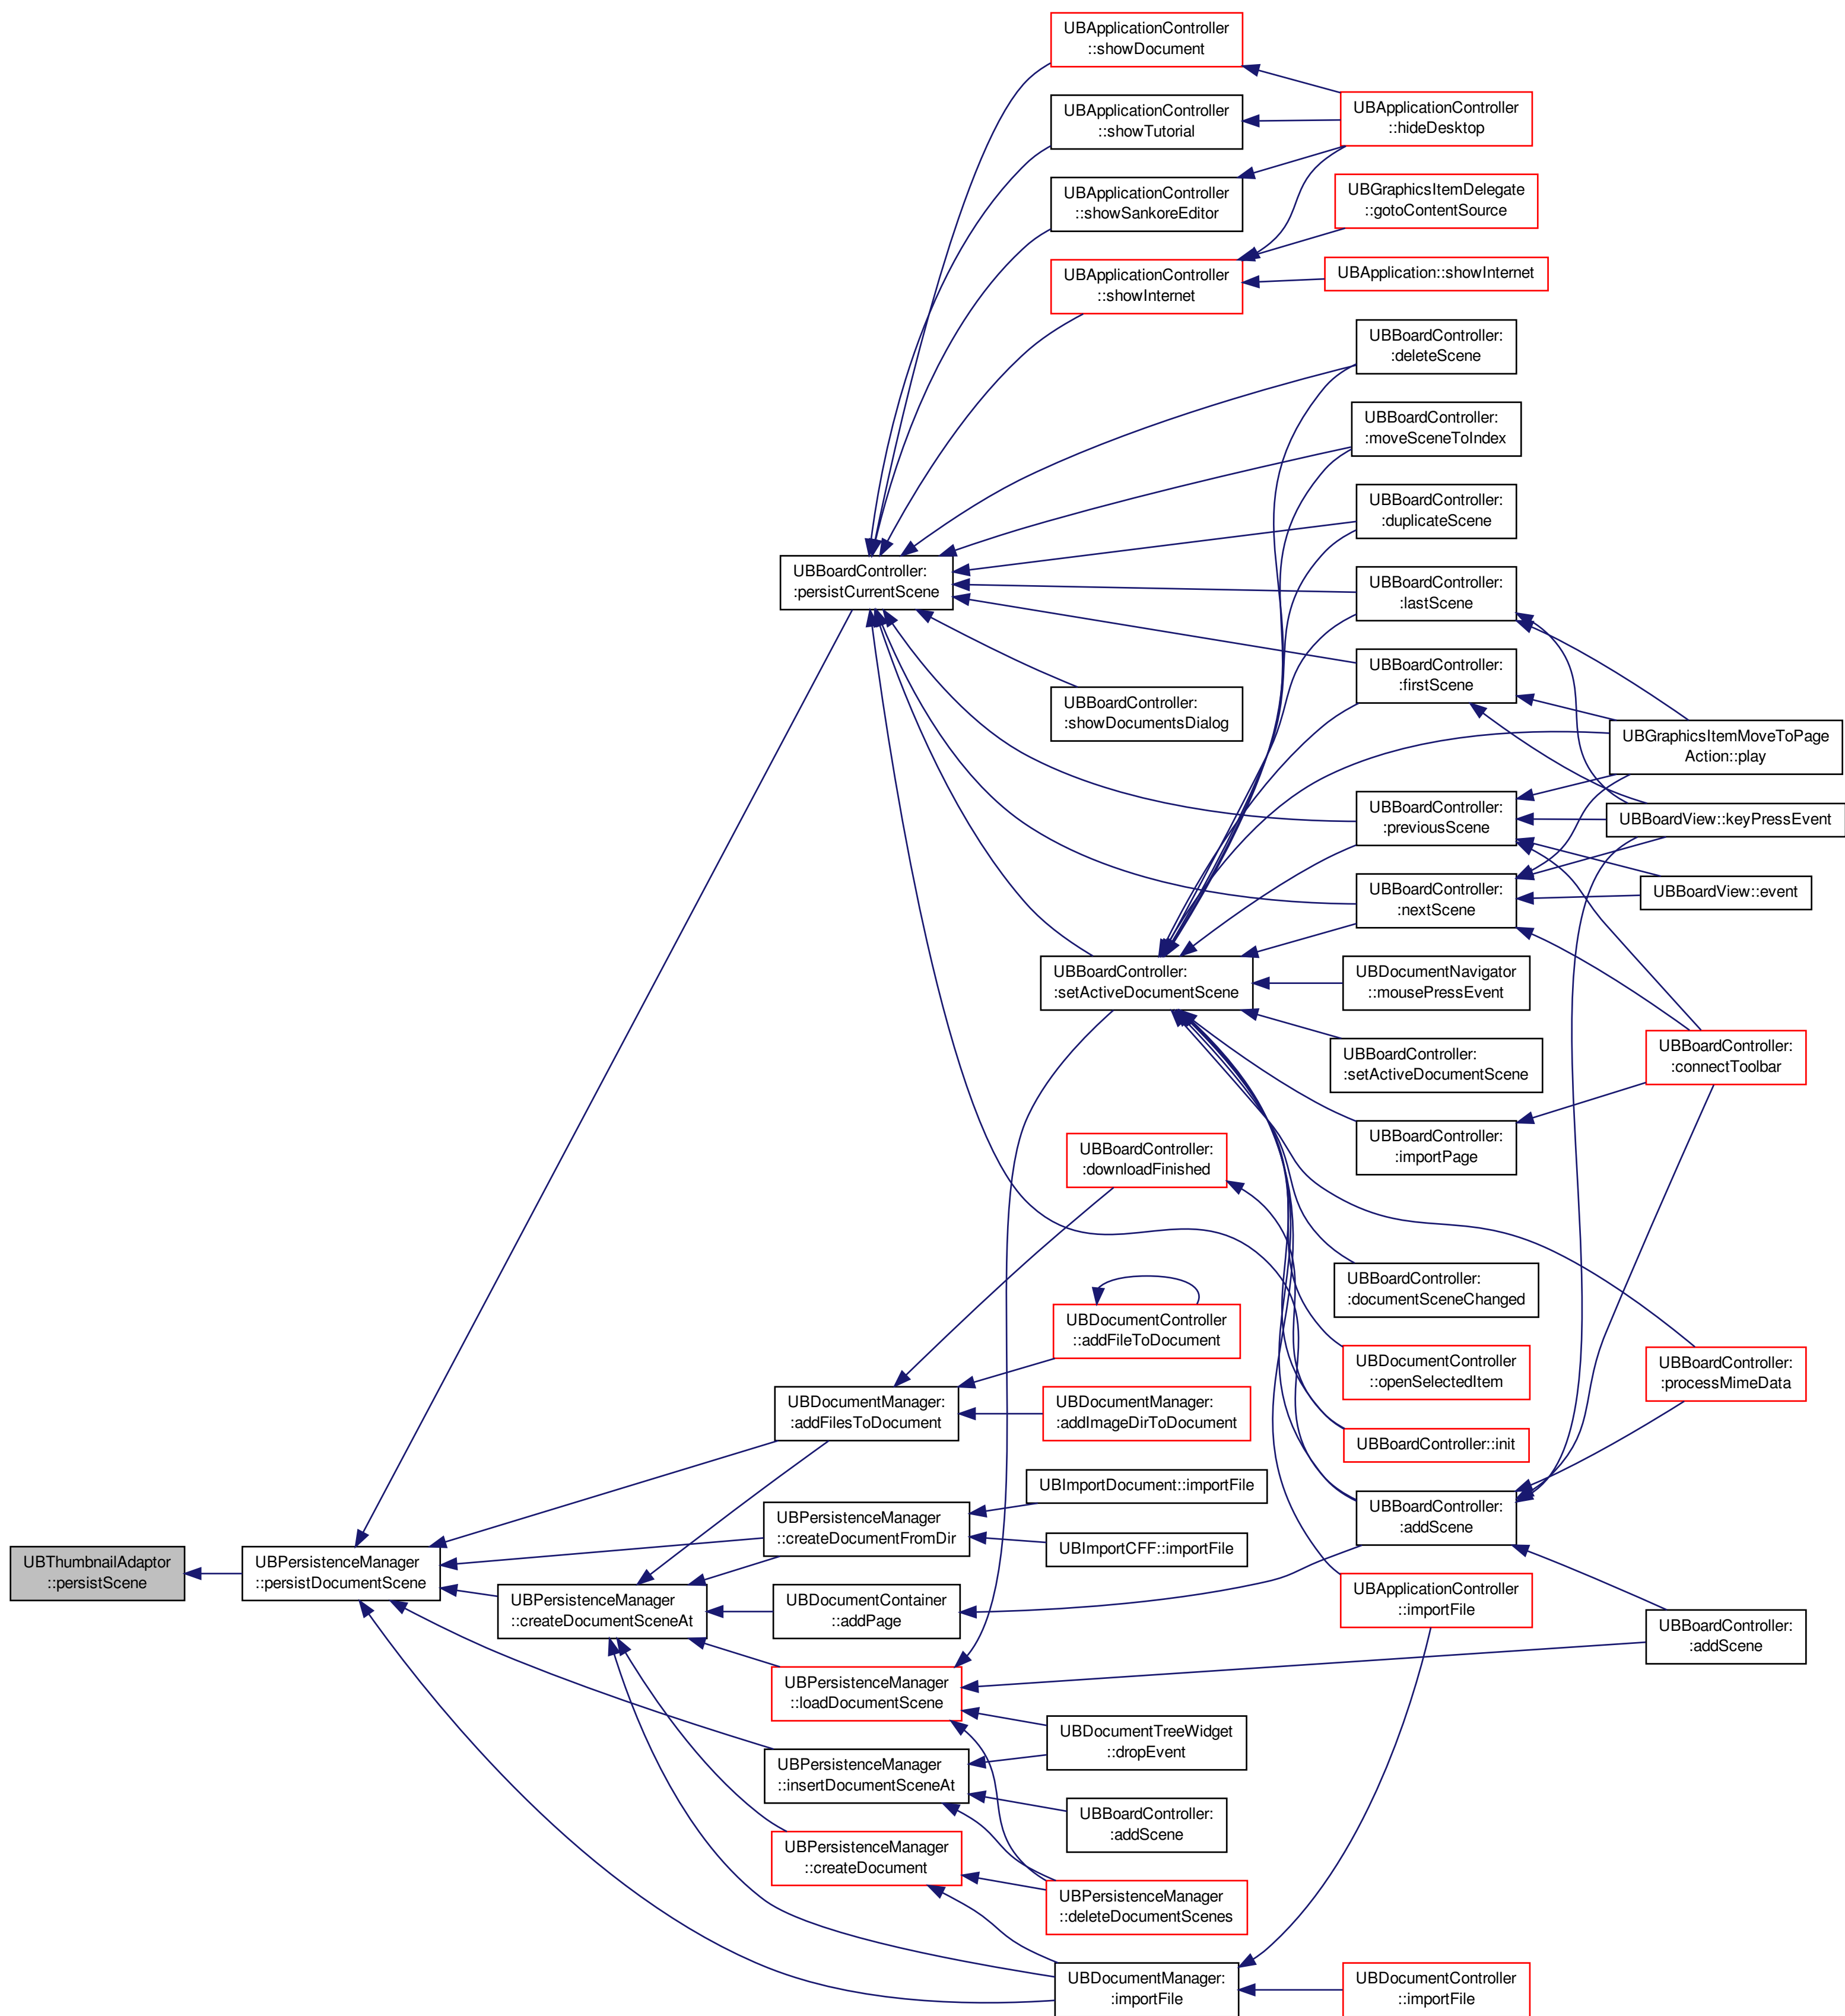 UBApplicationController
::showDocument
UBApplicationController
::showTutorial
UBApplicationController
::hideDesktop
UBApplicationController
::showSankoreEditor
UBGraphicsItemDelegate
::gotoContentSource
UBApplicationController
::showInternet
UBApplication::showInternet
UBBoardController:
:deleteScene
UBBoardController:
:moveSceneToIndex
UBBoardController:
:duplicateScene
UBBoardController:
:persistCurrentScene
UBBoardController:
:lastScene
UBBoardController:
:firstScene
UBBoardController:
:showDocumentsDialog
UBGraphicsItemMoveToPage
Action::play
UBBoardController:
:previousScene
UBBoardView::keyPressEvent
UBBoardController:
:nextScene
UBBoardView::event
UBBoardController:
:setActiveDocumentScene
UBDocumentNavigator
::mousePressEvent
UBBoardController:
:setActiveDocumentScene
UBBoardController:
:connectToolbar
UBBoardController:
:importPage
UBBoardController:
:downloadFinished
UBBoardController:
:documentSceneChanged
UBDocumentController
::addFileToDocument
UBDocumentController
::openSelectedItem
UBBoardController:
:processMimeData
UBDocumentManager:
:addFilesToDocument
UBDocumentManager:
:addImageDirToDocument
UBBoardController::init
UBImportDocument::importFile
UBBoardController:
:addScene
UBPersistenceManager
::createDocumentFromDir
UBImportCFF::importFile
UBThumbnailAdaptor
::persistScene
UBPersistenceManager
::persistDocumentScene
UBPersistenceManager
::createDocumentSceneAt
UBDocumentContainer
::addPage
UBApplicationController
::importFile
UBBoardController:
:addScene
UBPersistenceManager
::loadDocumentScene
UBDocumentTreeWidget
::dropEvent
UBPersistenceManager
::insertDocumentSceneAt
UBBoardController:
:addScene
UBPersistenceManager
::createDocument
UBPersistenceManager
::deleteDocumentScenes
UBDocumentManager:
:importFile
UBDocumentController
::importFile